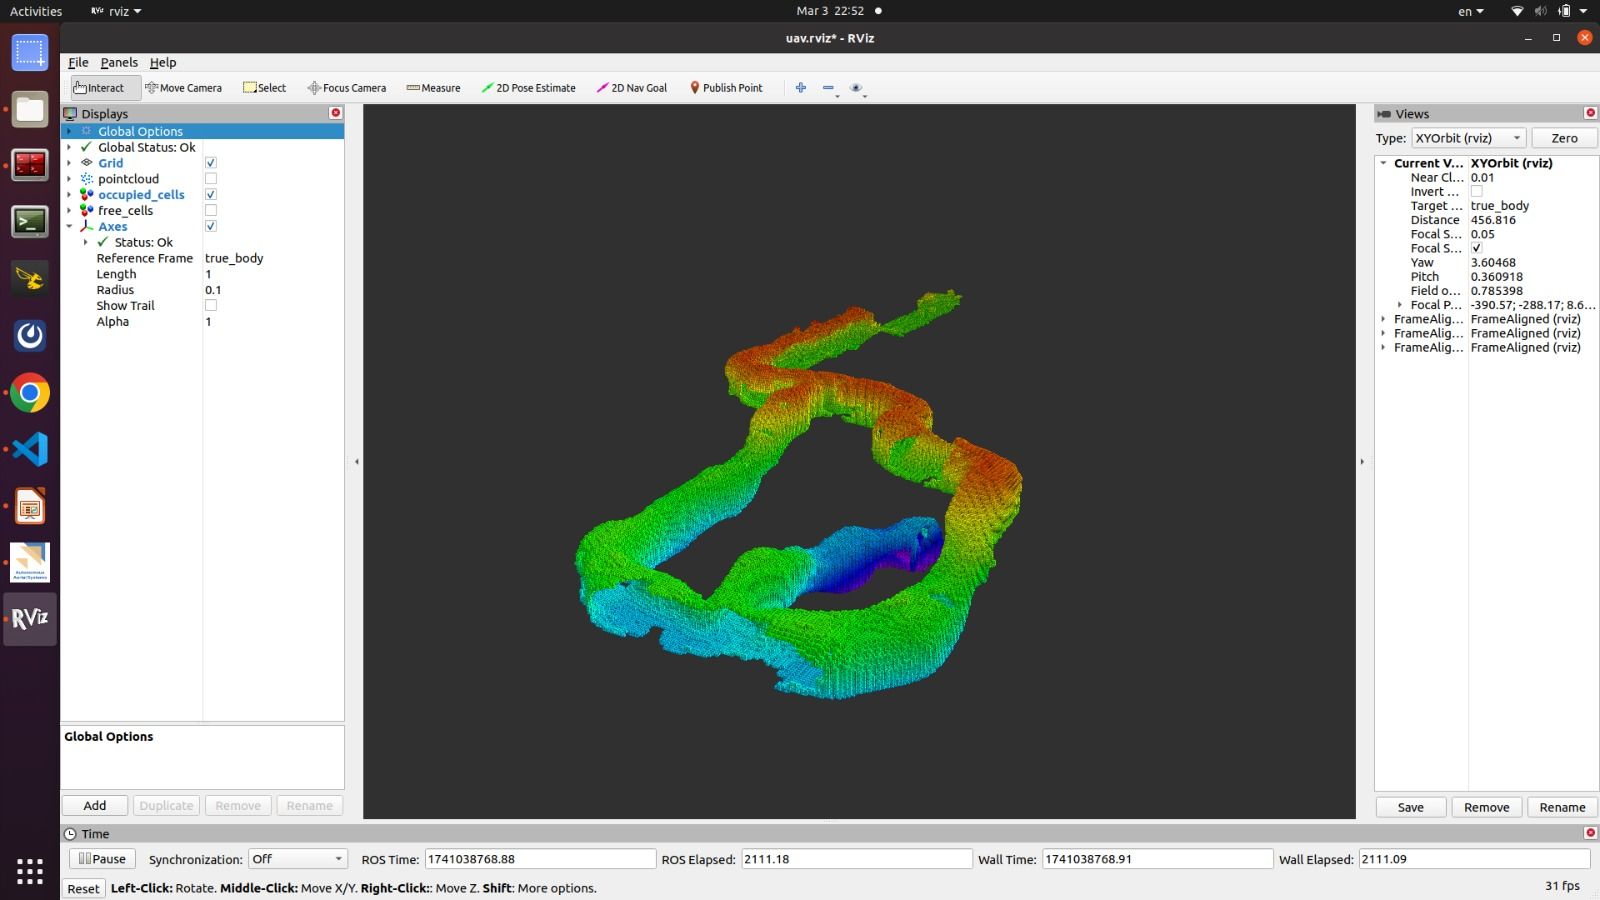 Activities
rviz
Mar 3 22:52
en
uav.rviz* - RViz
File Panels Help
Interact
Move Camera
Select
Focus Camera
Measure
2D Pose Estimate
2D Nav Goal
Publish Point
Displays
Global Options
Global Status: Ok
Grid
pointcloud
occupied_cells
free_cells
Axes
Status: Ok
Reference Frame true_body
Length 1
Radius 0.1
Show Trail
Alpha 1
Global Options
Add Duplicate Remove Rename
Views
Type: XYOrbit (rviz) Zero
Current V... XYOrbit (rviz)
Near Cl... 0.01
Invert ...
Target ... true_body
Distance 456.816
Focal S... 0.05
Focal S...
Yaw 3.60468
Pitch 0.360918
Field o... 0.785398
Focal P... -390.57; -288.17; 8.6...
FrameAlig... FrameAligned (rviz)
FrameAlig... FrameAligned (rviz)
FrameAlig... FrameAligned (rviz)
Save Remove Rename
RViz
Time
Pause Synchronization: Off ROS Time: 1741038768.88 ROS Elapsed: 2111.18 Wall Time: 1741038768.91 Wall Elapsed: 2111.09
Reset Left-Click: Rotate. Middle-Click: Move X/Y. Right-Click:: Move Z. Shift: More options. 31 fps